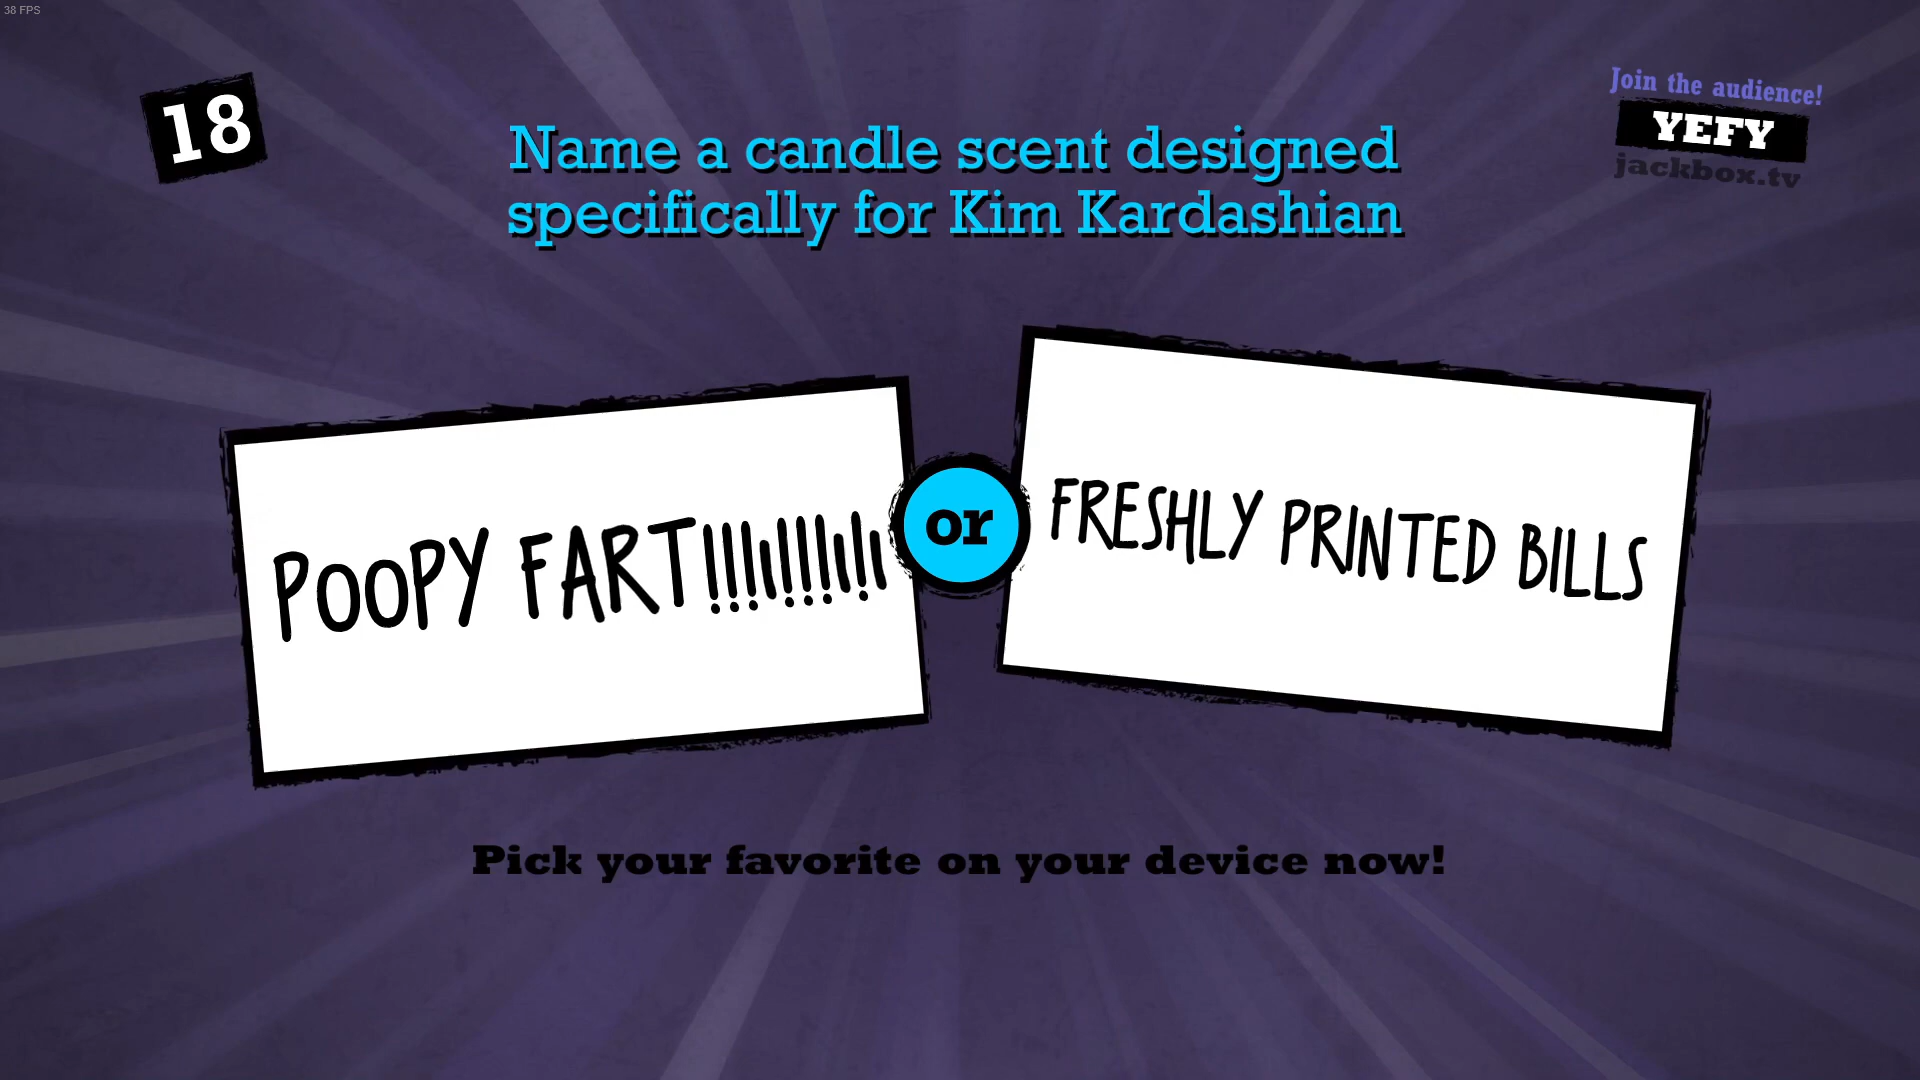 38 FPS
18
Join the audience!
YEFY
jackbox.tv
Name a candle scent designed
specifically for Kim Kardashian
POOPY FART!!!I!!!I!I
or
FRESHLY PRINTED BILLS
Pick your favorite on your device now!